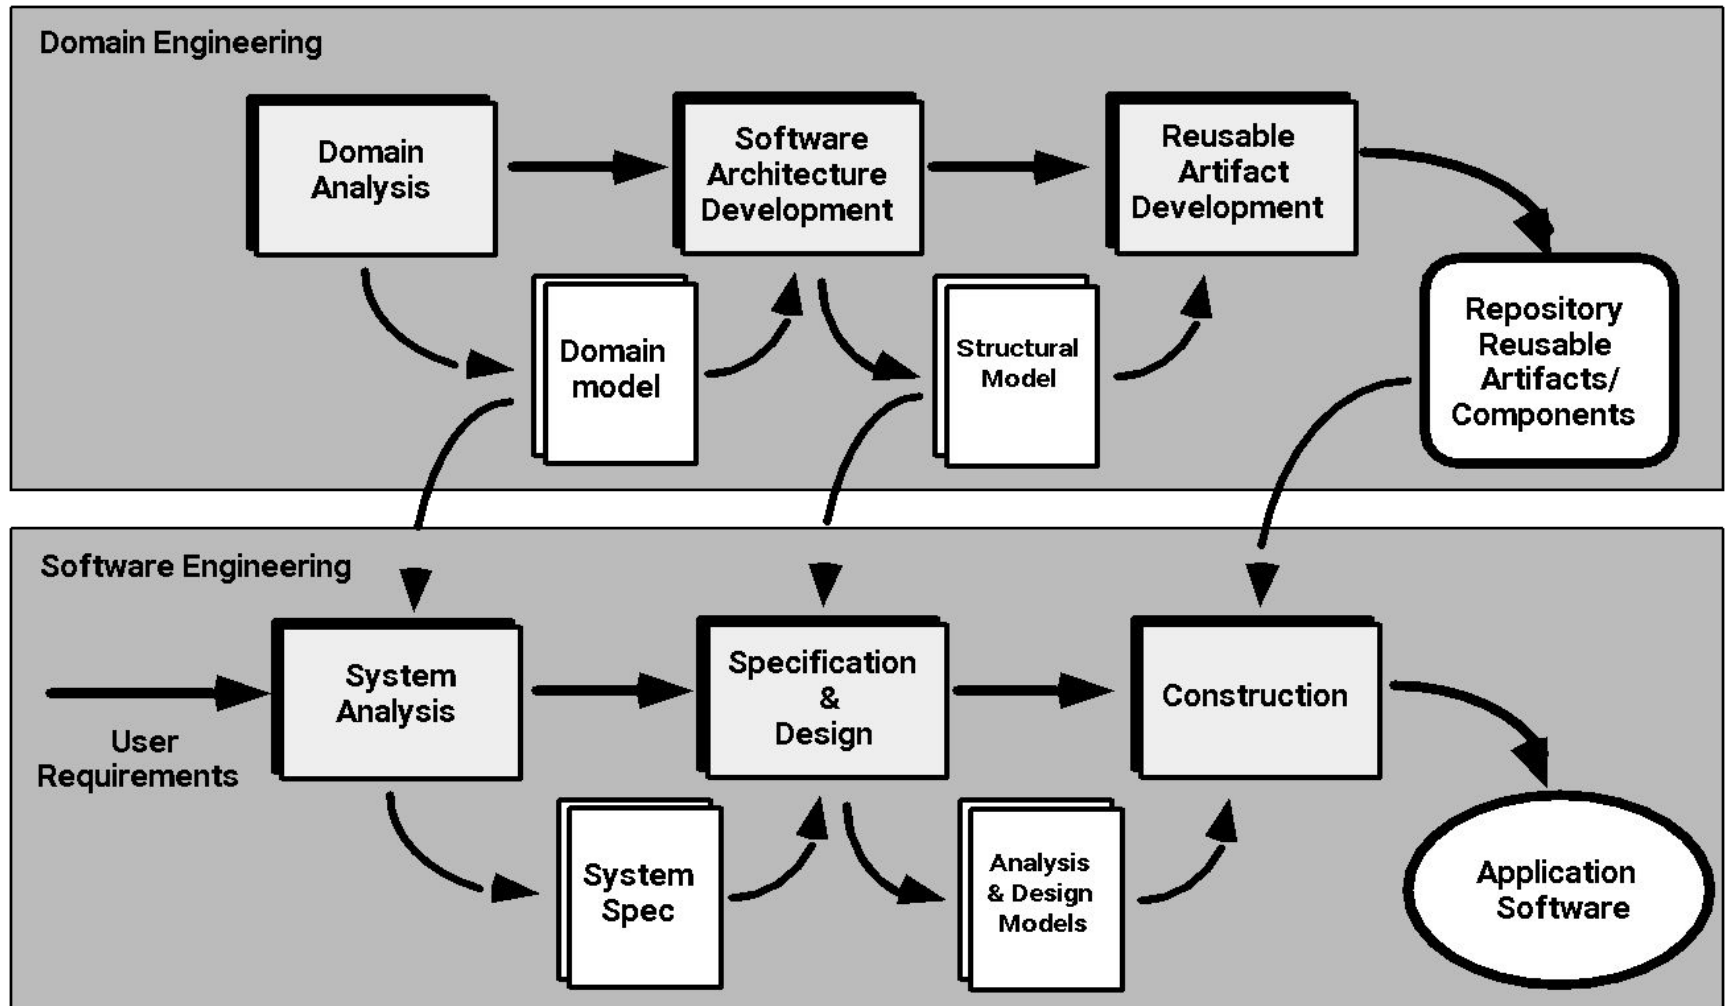 Domain Engineering
Domain
Analysis
Software
Architecture
Development
Reusable
Artifact
Development
Domain
model
Structural
Model
Repository
Reusable
Artifacts/
Components
Software Engineering
User
Requirements
System
Analysis
Specification
&
Design
Construction
System
Spec
Analysis
& Design
Models
Application
Software